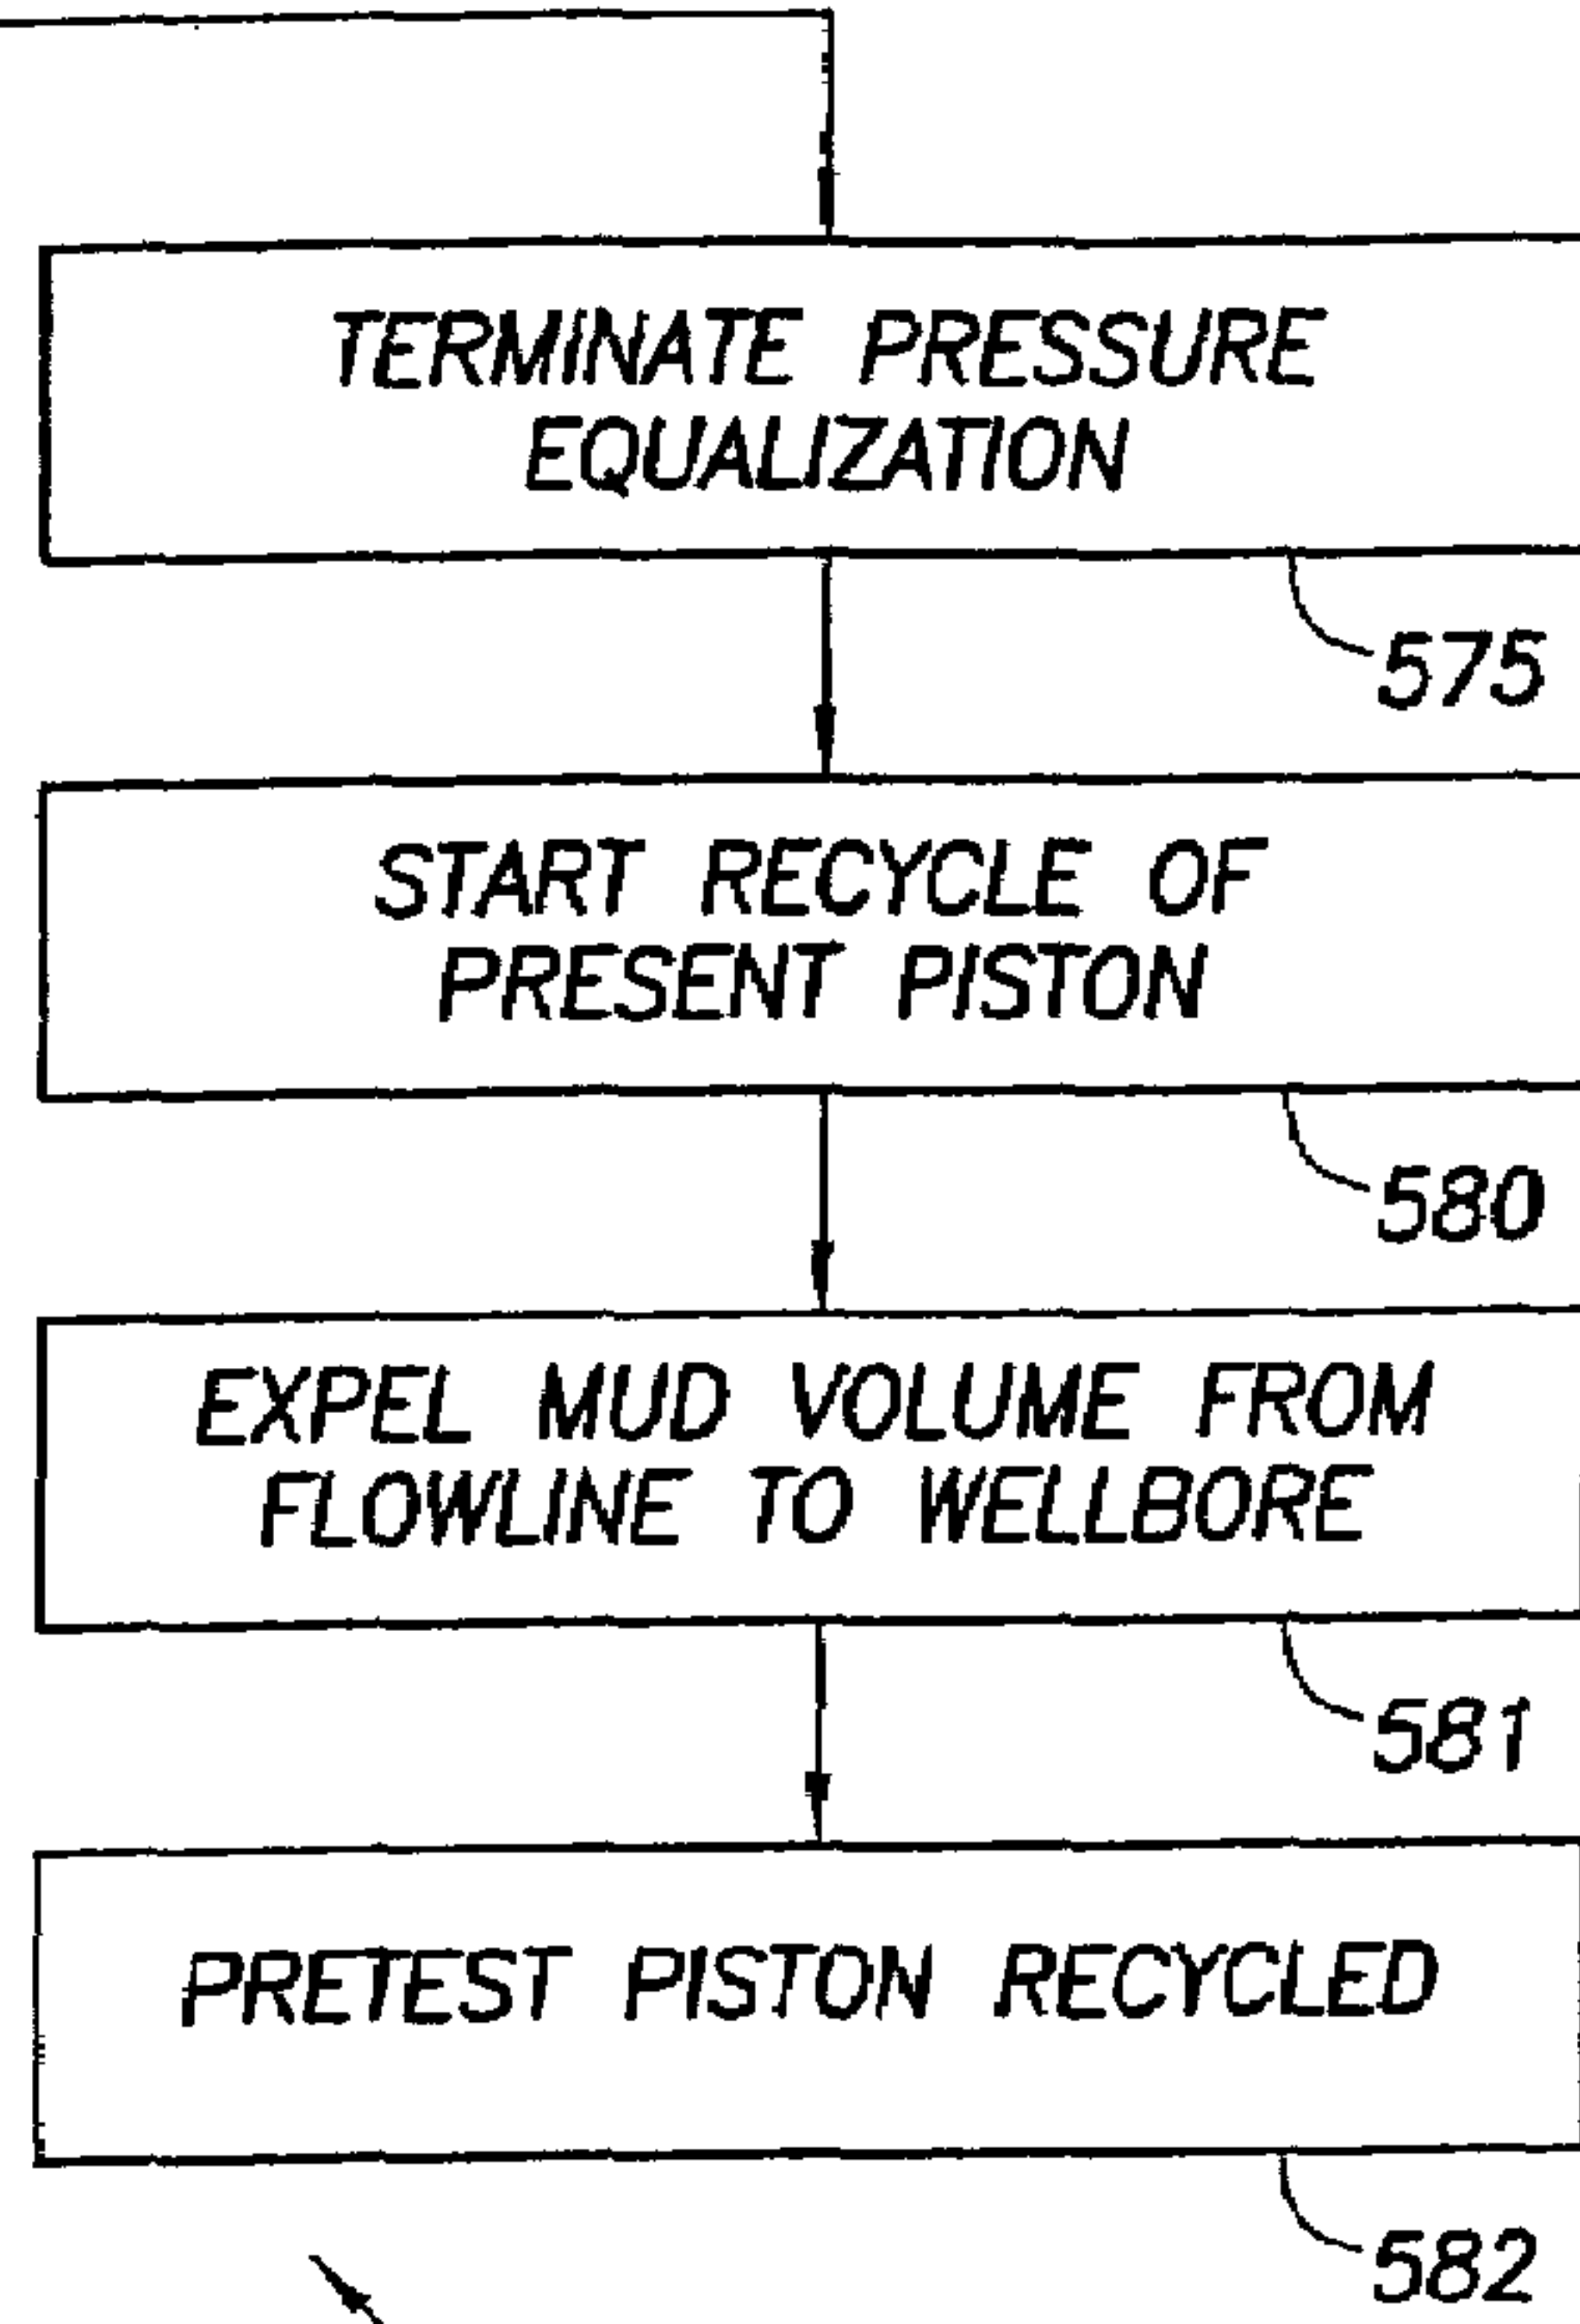 TERMINATE PRESSURE
EQUALIZATION
575
START RECYCLE OF
PRESENT PISTON
580
EXPEL MUD VOLUME FROM
FLOWLINE TO WELLBORE
581
PRETEST PISTON RECYCLED
582